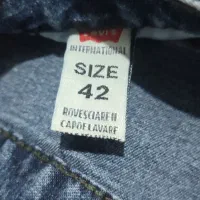 INTERNATIONAL
SIZE
42
ROVESCIARE IL
CAPO E LAVARE